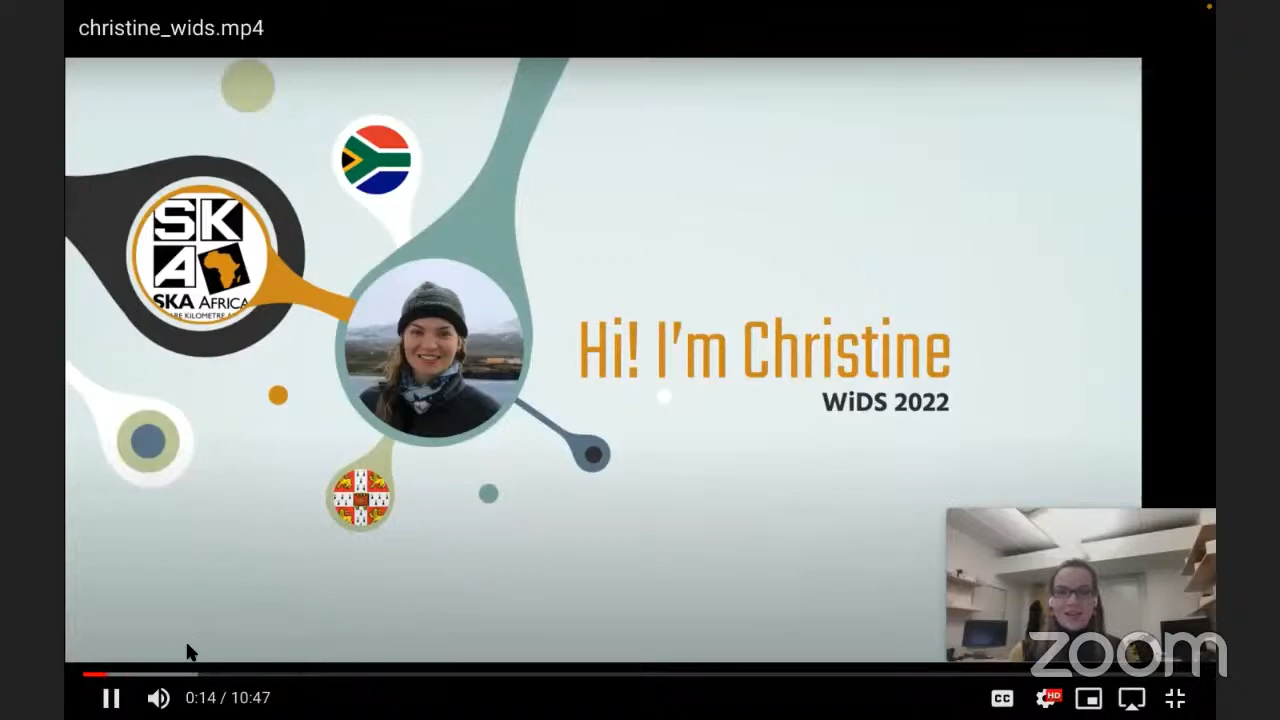 christine_wids.mp4
SK
A
SKA AFRICA
Hi! I'm Christine
WiDS 2022
zoom
0:14 / 10:47
CC
HD